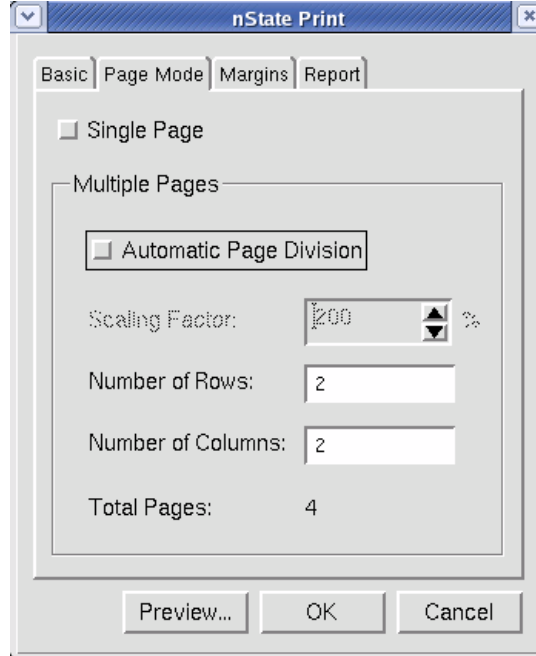 nState Print
Basic Page Mode Margins Report
Single Page
Multiple Pages
Automatic Page Division
Scaling Factor: 200 %
Number of Rows: 2
Number of Columns: 2
Total Pages: 4
Preview... OK Cancel